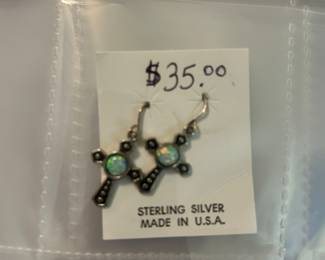 $35.00
STERLING SILVER
MADE IN U.S.A.